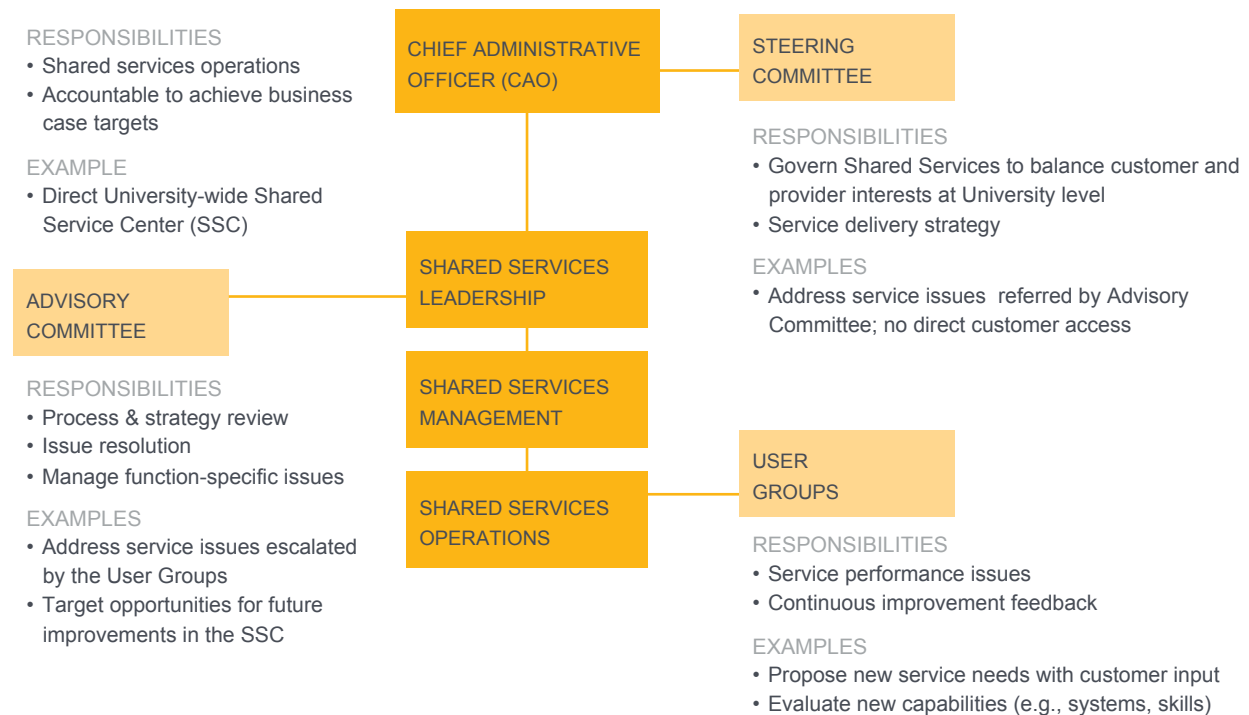 RESPONSIBILITIES
• Shared services operations
• Accountable to achieve business
case targets
EXAMPLE
• Direct University-wide Shared
Service Center (SSC)
CHIEF ADMINISTRATIVE
OFFICER (CAO)
STEERING
COMMITTEE
RESPONSIBILITIES
• Govern Shared Services to balance customer and
provider interests at University level
• Service delivery strategy
EXAMPLES
• Address service issues referred by Advisory
Committee; no direct customer access
SHARED SERVICES
LEADERSHIP
ADVISORY
COMMITTEE
RESPONSIBILITIES
• Process & strategy review
• Issue resolution
• Manage function-specific issues
EXAMPLES
• Address service issues escalated
by the User Groups
• Target opportunities for future
improvements in the SSC
SHARED SERVICES
MANAGEMENT
SHARED SERVICES
OPERATIONS
USER
GROUPS
RESPONSIBILITIES
• Service performance issues
• Continuous improvement feedback
EXAMPLES
• Propose new service needs with customer input
• Evaluate new capabilities (e.g., systems, skills)